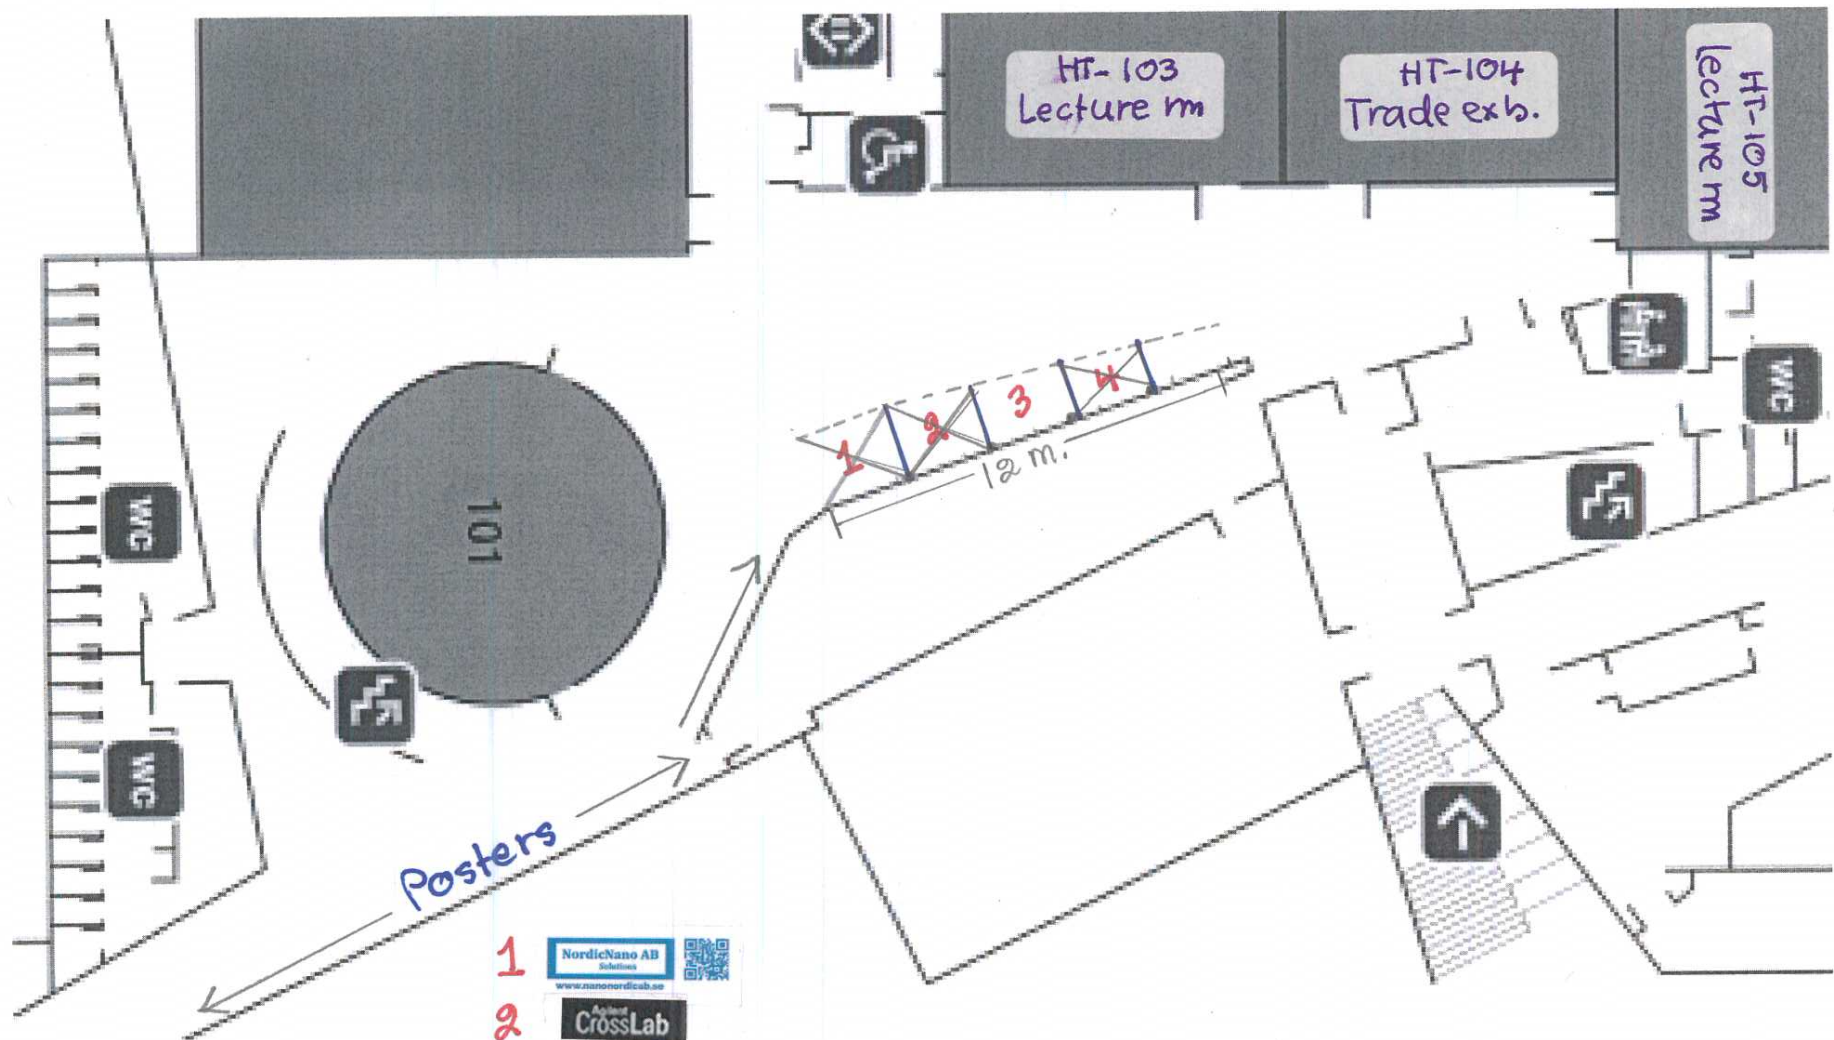 HT-103
Lecture rm
HT-104
Trade exb.
HT-105
Lecture rm
101
1
2
3
4
12 m.
WC
WC
WC
Posters
1
NordicNano AB
Solutions
www.nanonordicab.se
2
Agilent
CrossLab